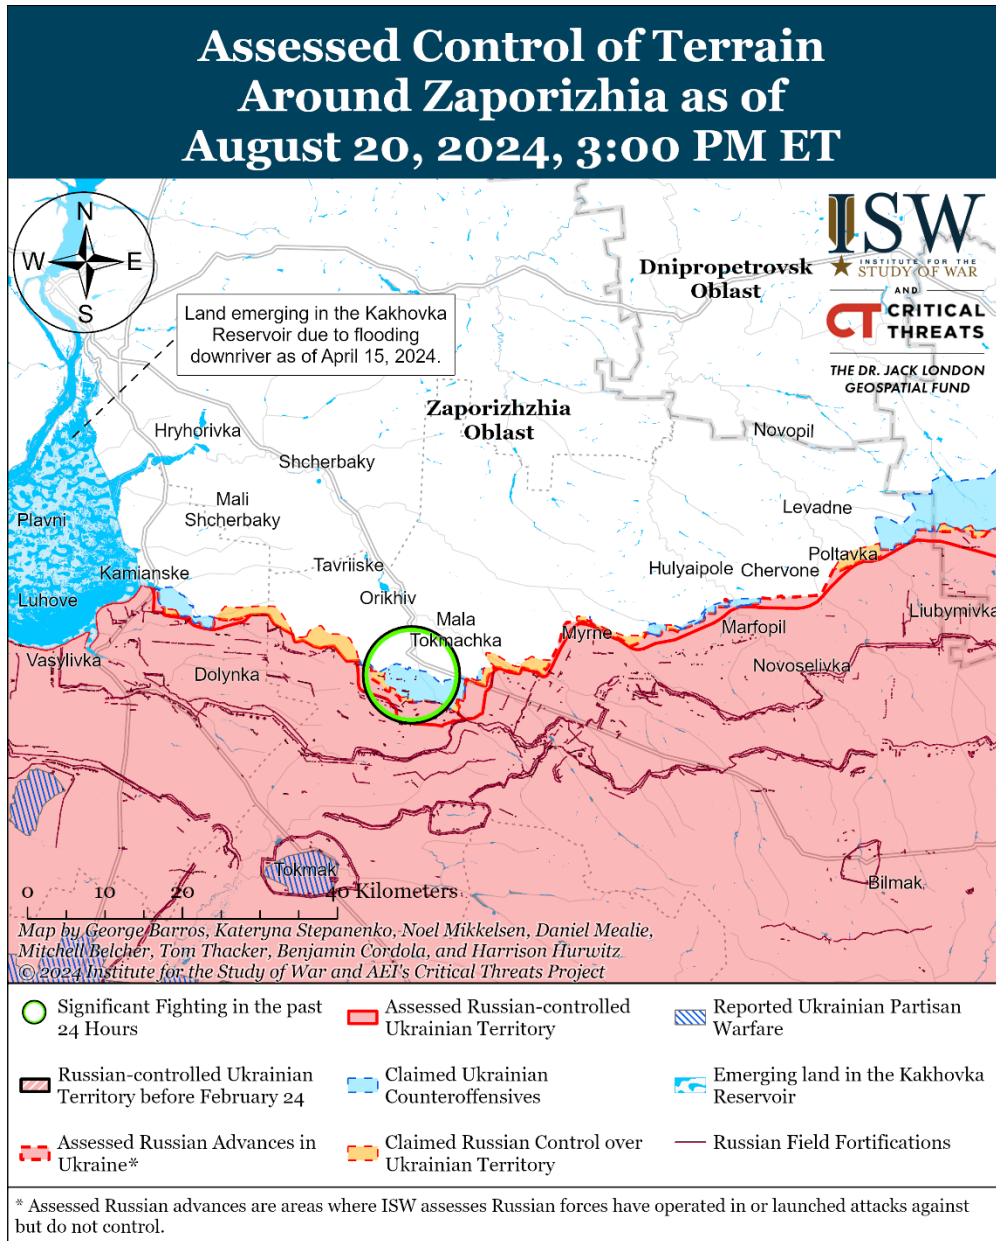 Assessed Control of Terrain
Around Zaporizhia as of
August 20, 2024, 3:00 PM ET
N
W
E
S
ISW
INSTITUTE FOR THE
STUDY OF WAR
AND
CT CRITICAL
THREATS
THE DR. JACK LONDON
GEOSPATIAL FUND
Dnipropetrovsk
Oblast
Land emerging in the Kakhovka
Reservoir due to flooding
downriver as of April 15, 2024.
Zaporizhzhia
Oblast
Hryhorivka
Novopil
Shcherbaky
Mali
Shcherbaky
Levadne
Plavni
Poltavka
Kamianske
Tavriiske
Hulyaipole
Chervone
Luhove
Orikhiv
Liubymivka
Mala
Tokmachka
Myrne
Marfopil
Vasylivka
Dolynka
Novoselivka
Tokmak
Bilmak
0
10
20
40 Kilometers
Map by George Barros, Kateryna Stepanenko, Noel Mikkelsen, Daniel Mealie,
Mitchell Belcher, Tom Thacker, Benjamin Cordola, and Harrison Hurwitz
© 2024 Institute for the Study of War and AEI's Critical Threats Project
Significant Fighting in the past
24 Hours
Assessed Russian-controlled
Ukrainian Territory
Reported Ukrainian Partisan
Warfare
Russian-controlled Ukrainian
Territory before February 24
Claimed Ukrainian
Counteroffensives
Emerging land in the Kakhovka
Reservoir
Assessed Russian Advances in
Ukraine*
Claimed Russian Control over
Ukrainian Territory
Russian Field Fortifications
* Assessed Russian advances are areas where ISW assesses Russian forces have operated in or launched attacks against
but do not control.